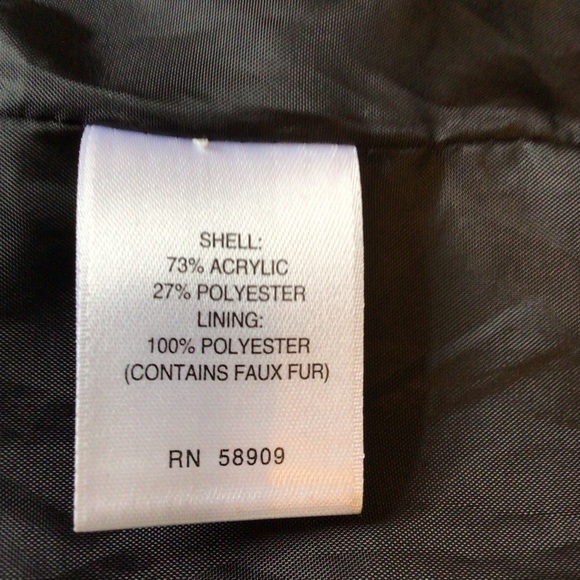 SHELL:
73% ACRYLIC
27% POLYESTER
LINING:
100% POLYESTER
(CONTAINS FAUX FUR)
RN 58909